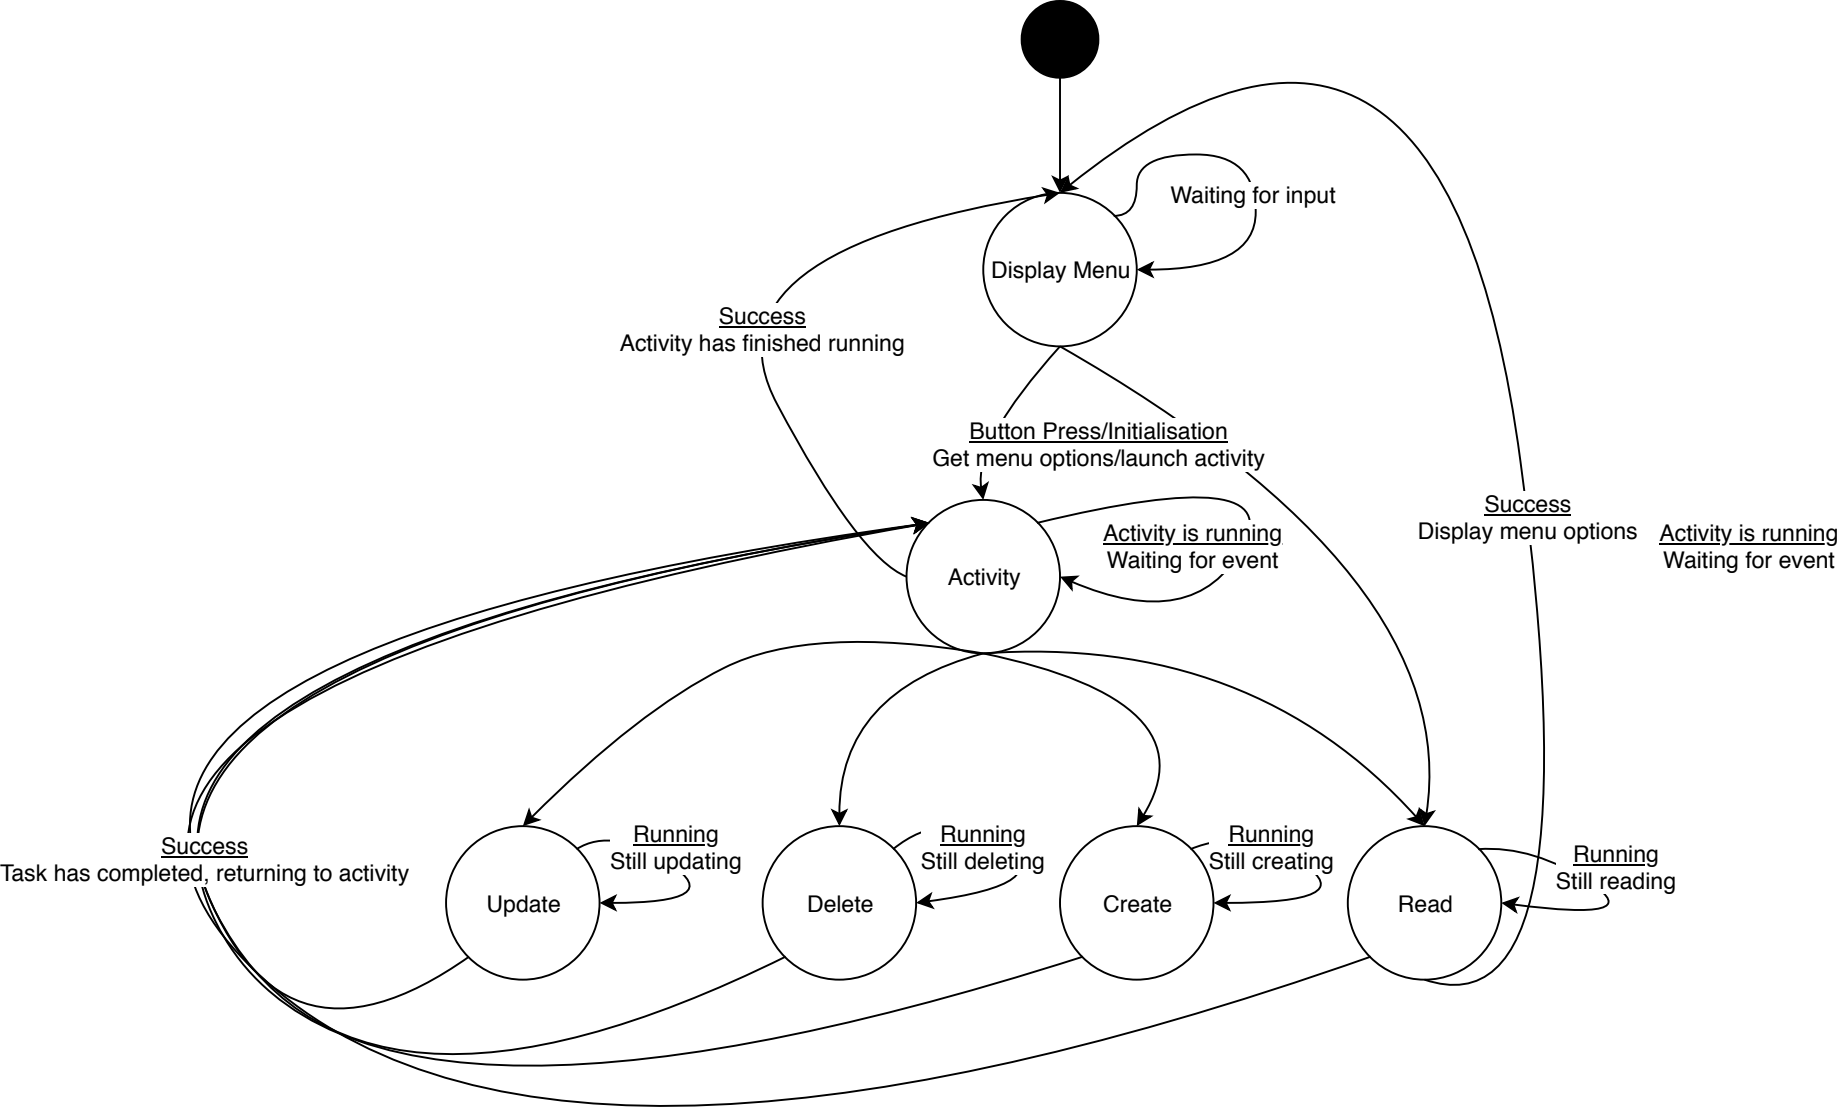 Waiting for input
Display Menu
Success
Activity has finished running
Button Press/Initialisation
Get menu options/launch activity
Success
Display menu options
Activity is running
Waiting for event
Activity is running
Waiting for event
Activity
Running
Still updating
Running
Still deleting
Running
Still creating
Running
Still reading
Success
Task has completed, returning to activity
Update
Delete
Create
Read